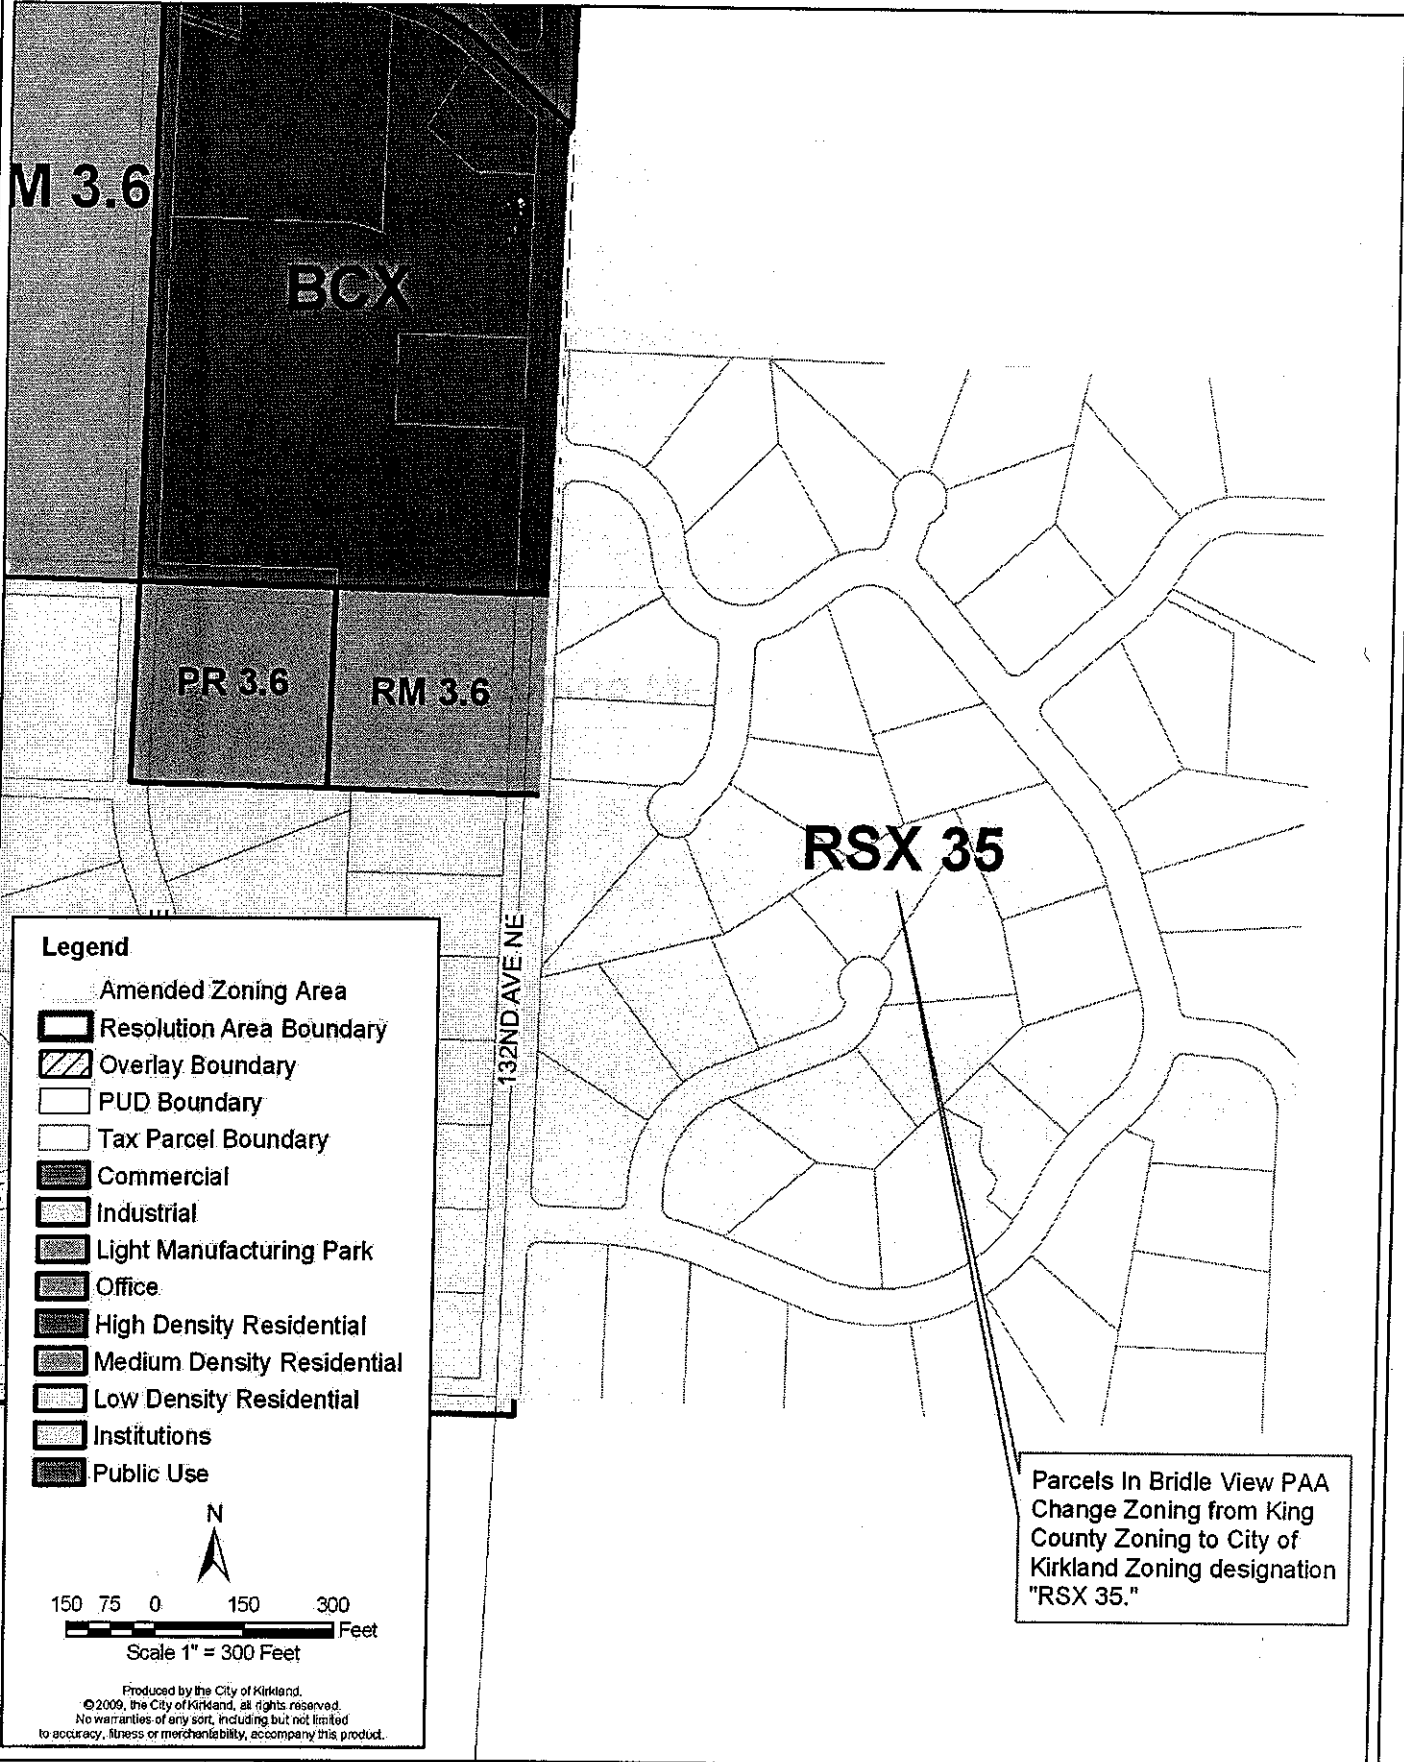 M 3.6
BCX
PR 3.6
RM 3.6
RSX 35
132ND AVE NE
Legend
Amended Zoning Area
Resolution Area Boundary
Overlay Boundary
PUD Boundary
Tax Parcel Boundary
Commercial
Industrial
Light Manufacturing Park
Office
High Density Residential
Medium Density Residential
Low Density Residential
Institutions
Public Use
N
150 75 0 150 300
Feet
Scale 1" = 300 Feet
Produced by the City of Kirkland.
©2009, the City of Kirkland, all rights reserved.
No warranties of any sort, including but not limited
to accuracy, fitness or merchantability, accompany this product.
Parcels In Bridle View PAA
Change Zoning from King
County Zoning to City of
Kirkland Zoning designation
"RSX 35."